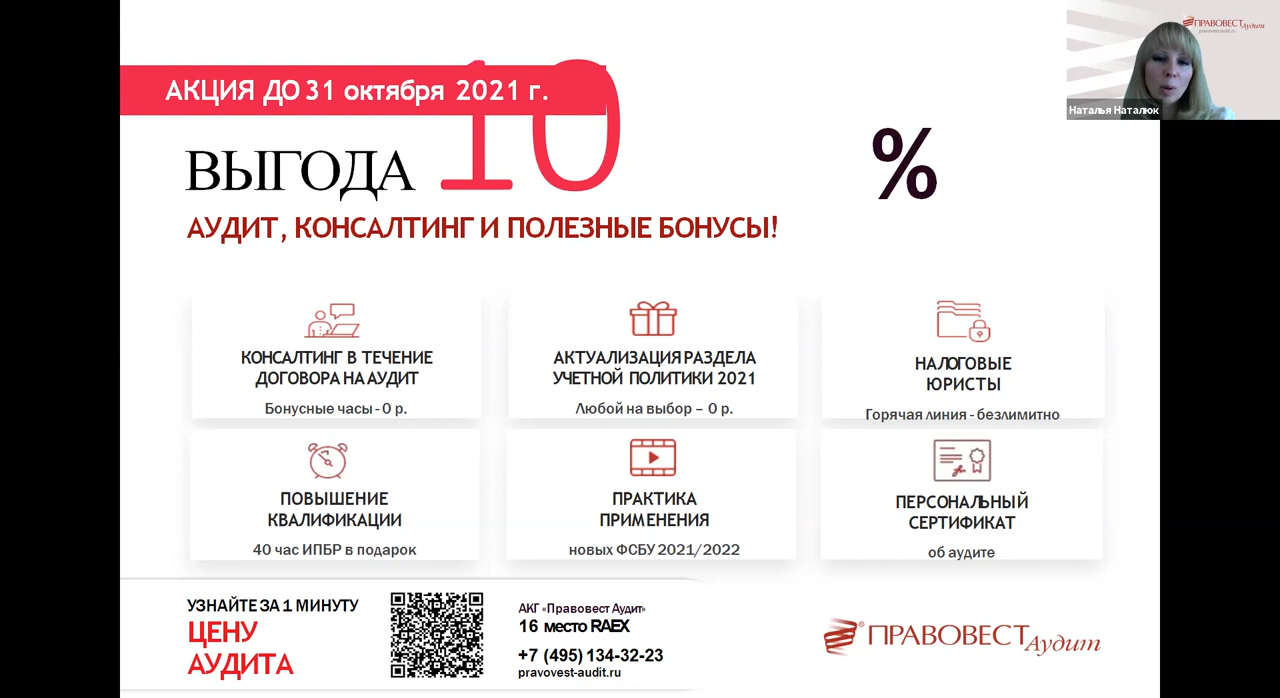 АКЦИЯ ДО 31 октября 2021 г.
ВЫГОДА 10 %
АУДИТ, КОНСАЛТИНГ И ПОЛЕЗНЫЕ БОНУСЫ!
КОНСАЛТИНГ В ТЕЧЕНИЕ
ДОГОВОРА НА АУДИТ
Бонусные часы - 0 р.
АКТУАЛИЗАЦИЯ РАЗДЕЛА
УЧЕТНОЙ ПОЛИТИКИ 2021
Любой на выбор – 0 р.
НАЛОГОВЫЕ
ЮРИСТЫ
Горячая линия - безлимитно
ПОВЫШЕНИЕ
КВАЛИФИКАЦИИ
40 час ИПБР в подарок
ПРАКТИКА
ПРИМЕНЕНИЯ
новых ФСБУ 2021/2022
ПЕРСОНАЛЬНЫЙ
СЕРТИФИКАТ
об аудите
УЗНАЙТЕ ЗА 1 МИНУТУ
ЦЕНУ
АУДИТА
АКГ «Правовест Аудит»
16 место RAEX
+7 (495) 134-32-23
pravovest-audit.ru
ПРАВОВЕСТ Аудит
ПРАВОВЕСТ Аудит
pravovest-audit.ru
Наталья Наталюк